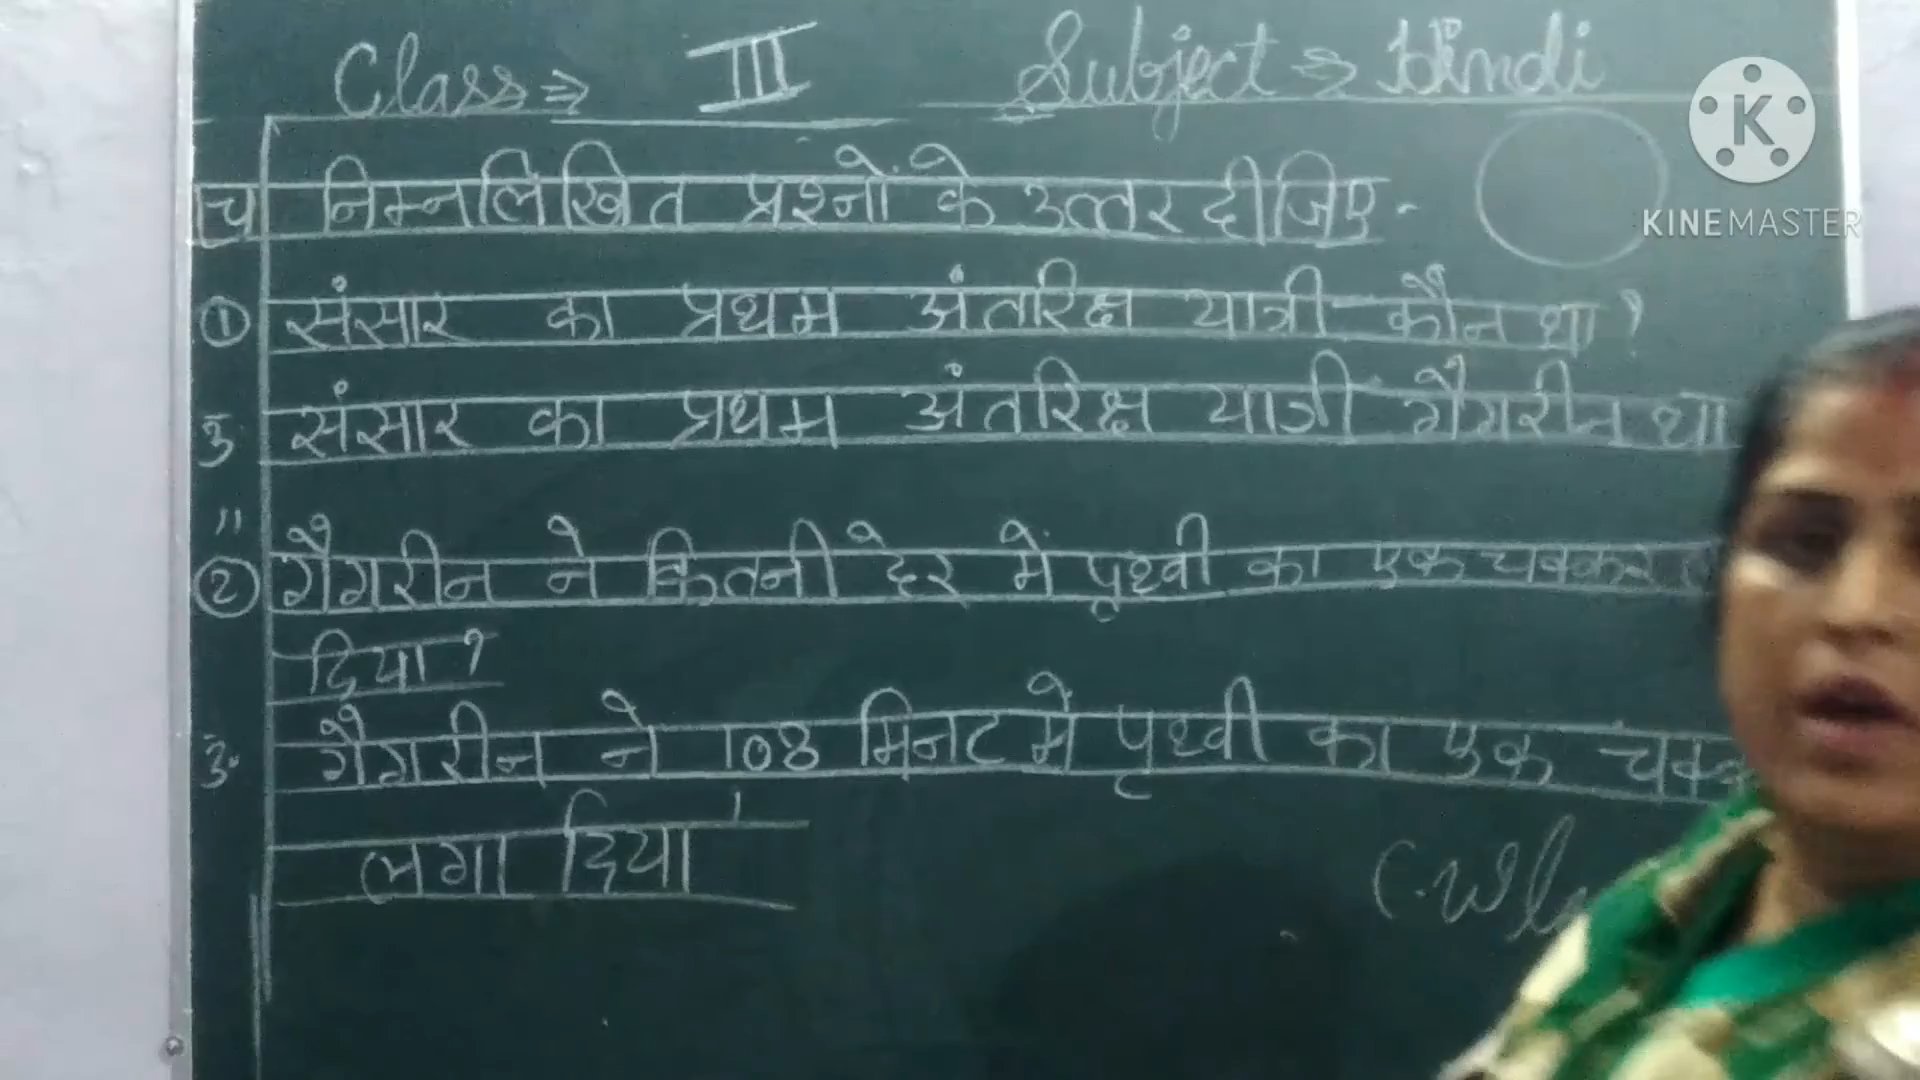 Class ⇒ III Subject ⇒ Hindi
KINEMASTER
च निम्नलिखित प्रश्नों के उत्तर दीजिए-
① संसार का प्रथम अंतरिक्ष यात्री कौन था?
उ संसार का प्रथम अंतरिक्ष यात्री गैगरीन था
② गैगरीन ने कितनी देर में पृथ्वी का एक चक्कर
दिया?
उ. गैगरीन ने 108 मिनट में पृथ्वी का एक
लगा दिया